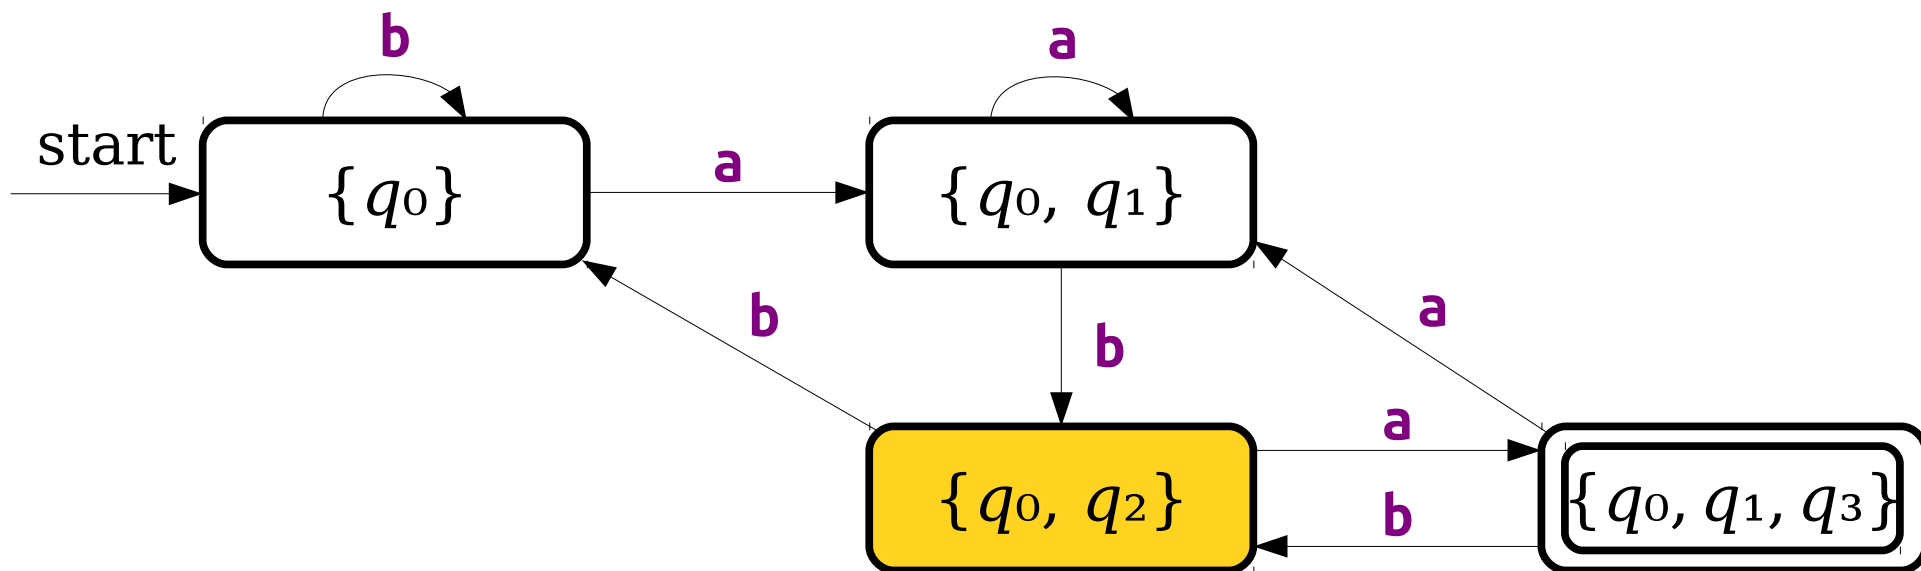 b
a
start
{q₀}
a
{q₀, q₁}
b
b
a
a
{q₀, q₂}
b
{q₀, q₁, q₃}